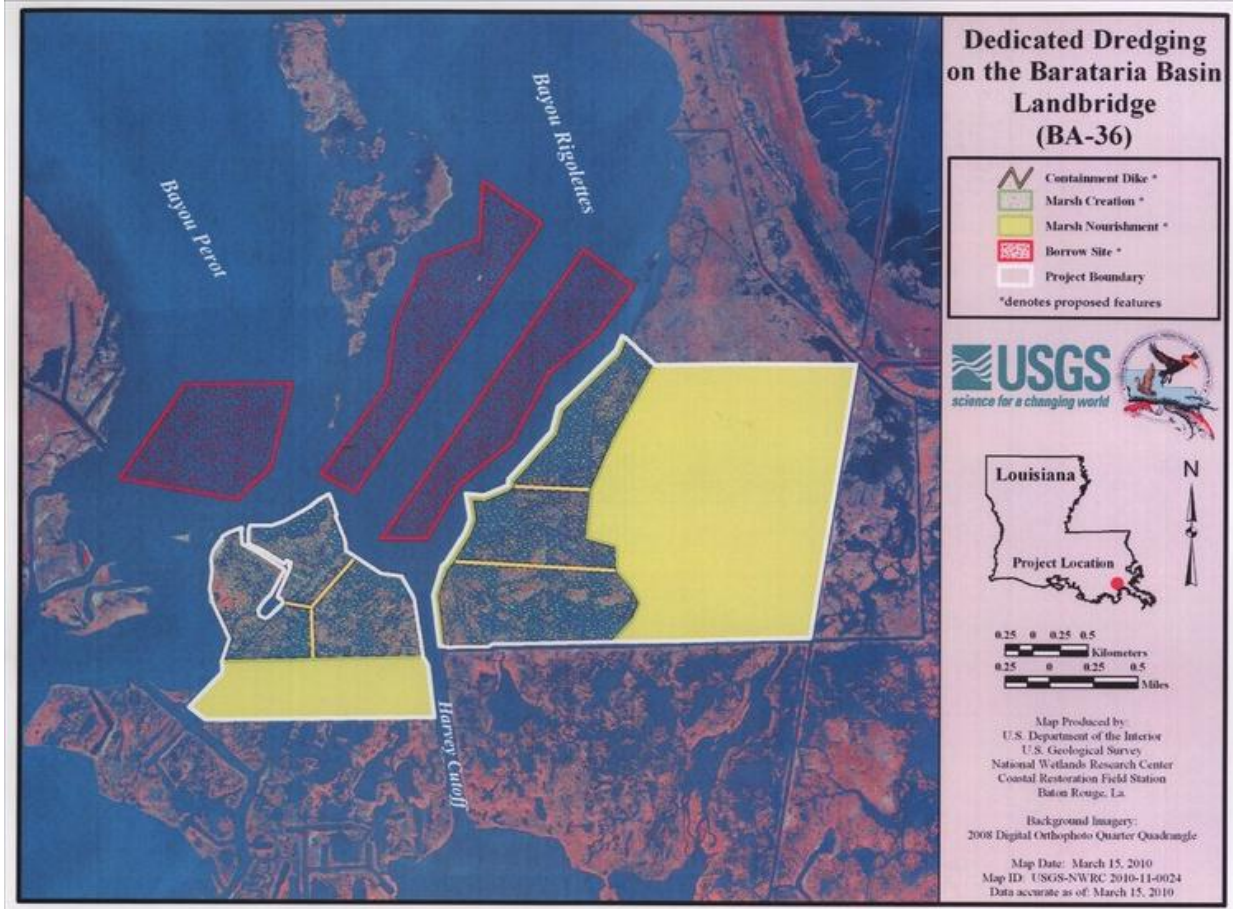 Dedicated Dredging
on the Barataria Basin
Landbridge
(BA-36)
Containment Dike *
Marsh Creation *
Marsh Nourishment *
Borrow Site *
Project Boundary
*denotes proposed features
USGS
science for a changing world
Louisiana
N
Project Location
0.25 0 0.25 0.5
Kilometers
0.25 0 0.25 0.5
Miles
Map Produced by:
U.S. Department of the Interior
U.S. Geological Survey
National Wetlands Research Center
Coastal Restoration Field Station
Baton Rouge, La.
Background Imagery:
2008 Digital Orthophoto Quarter Quadrangle
Map Date: March 15, 2010
Map ID: USGS-NWRC 2010-11-0024
Data accurate as of: March 15, 2010
Bayou Perot
Bayou Rigolettes
Harvey Cutoff